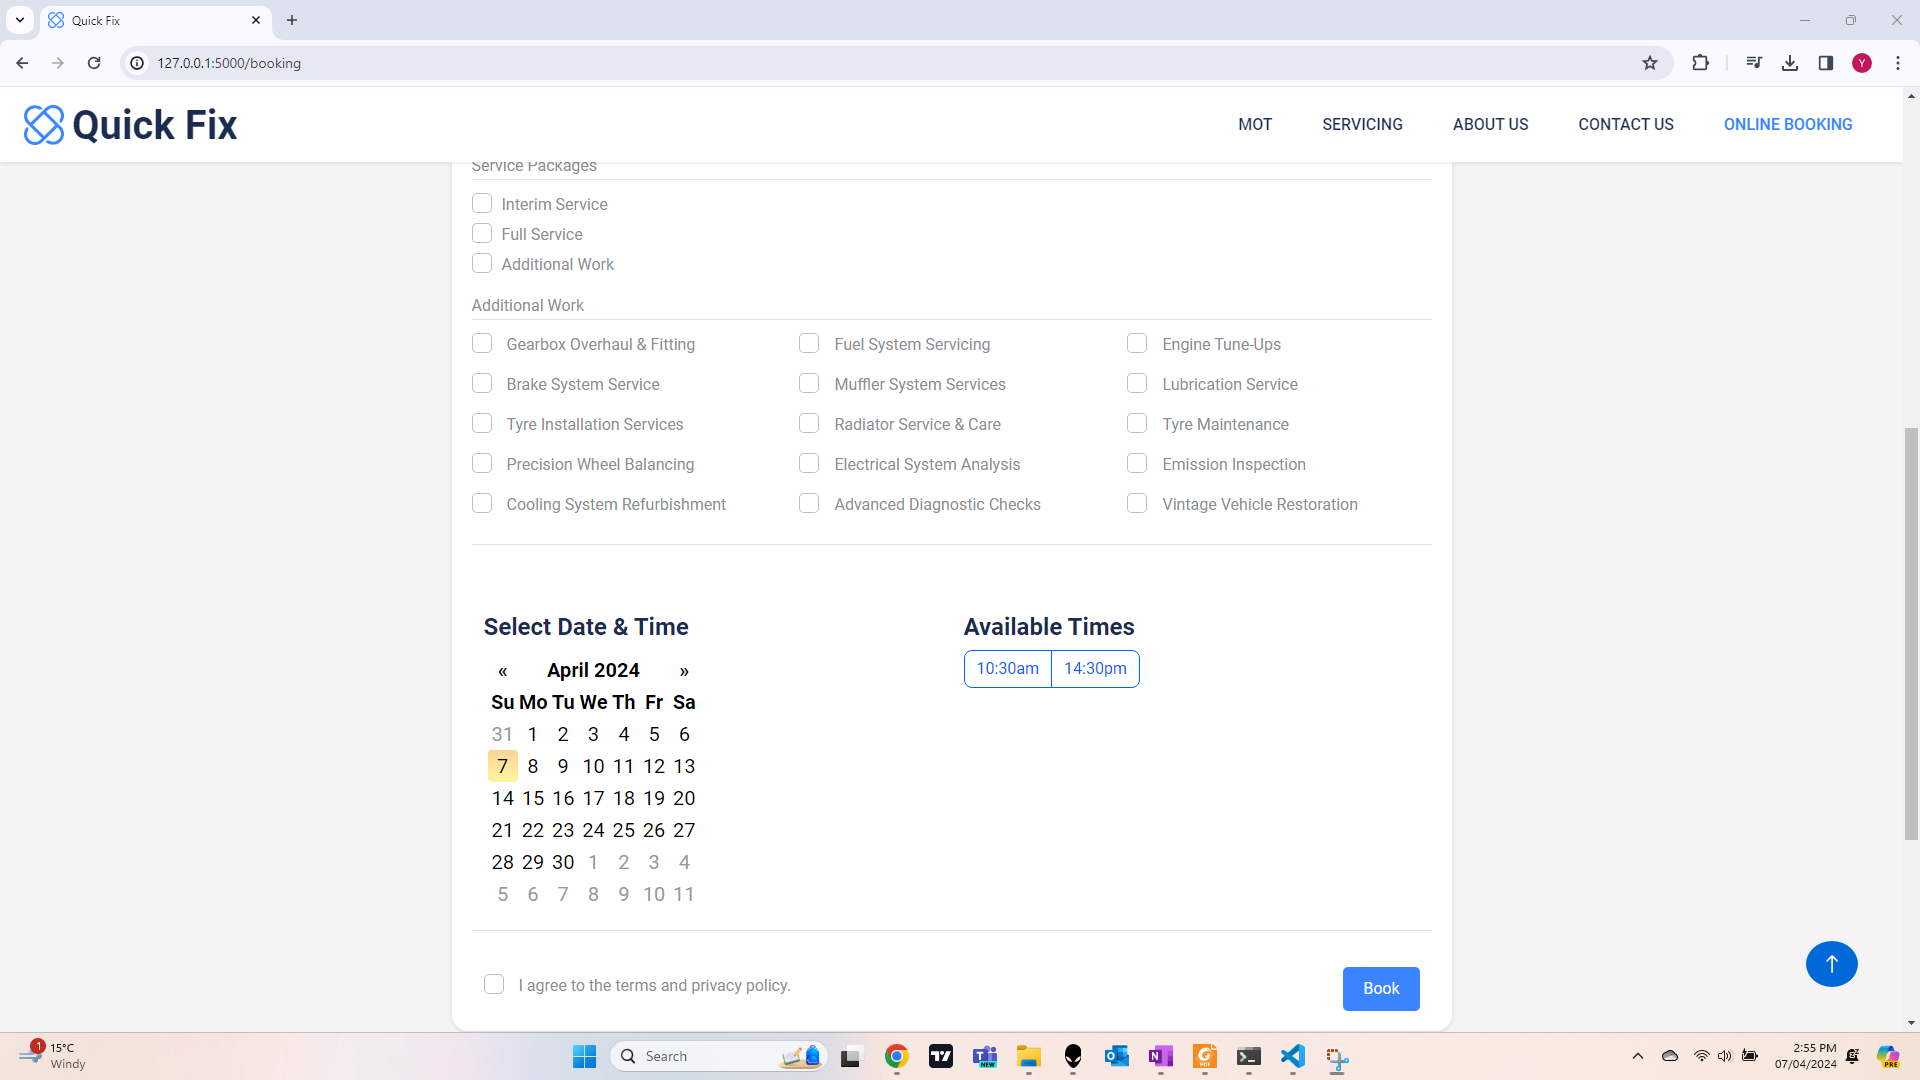 Quick Fix
127.0.0.1:5000/booking
Y
Quick Fix
MOT
SERVICING
ABOUT US
CONTACT US
ONLINE BOOKING
Service Packages
Interim Service
Full Service
Additional Work
Additional Work
Gearbox Overhaul & Fitting
Fuel System Servicing
Engine Tune-Ups
Brake System Service
Muffler System Services
Lubrication Service
Tyre Installation Services
Radiator Service & Care
Tyre Maintenance
Precision Wheel Balancing
Electrical System Analysis
Emission Inspection
Cooling System Refurbishment
Advanced Diagnostic Checks
Vintage Vehicle Restoration
Select Date & Time
Available Times
« April 2024 »
10:30am 14:30pm
Su Mo Tu We Th Fr Sa
31 1 2 3 4 5 6
7 8 9 10 11 12 13
14 15 16 17 18 19 20
21 22 23 24 25 26 27
28 29 30 1 2 3 4
5 6 7 8 9 10 11
I agree to the terms and privacy policy.
Book
1
15°C
Windy
Search
NEW
PDF
2:55 PM
07/04/2024
PRE